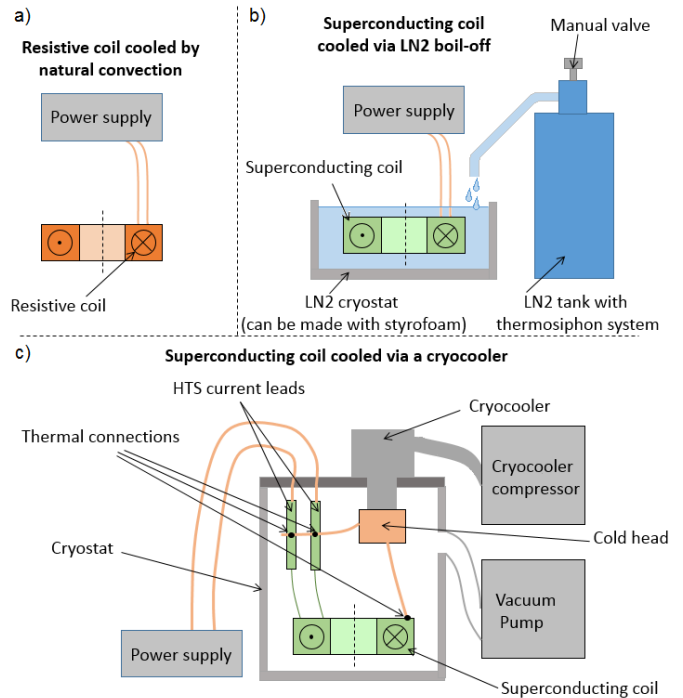 a)
Resistive coil cooled by
natural convection
Power supply
Resistive coil
b)
Superconducting coil
cooled via LN2 boil-off
Manual valve
Power supply
Superconducting coil
LN2 cryostat
(can be made with styrofoam)
LN2 tank with
thermosiphon system
c)
Superconducting coil cooled via a cryocooler
HTS current leads
Cryocooler
Thermal connections
Cryocooler
compressor
Cold head
Cryostat
Vacuum
Pump
Power supply
Superconducting coil